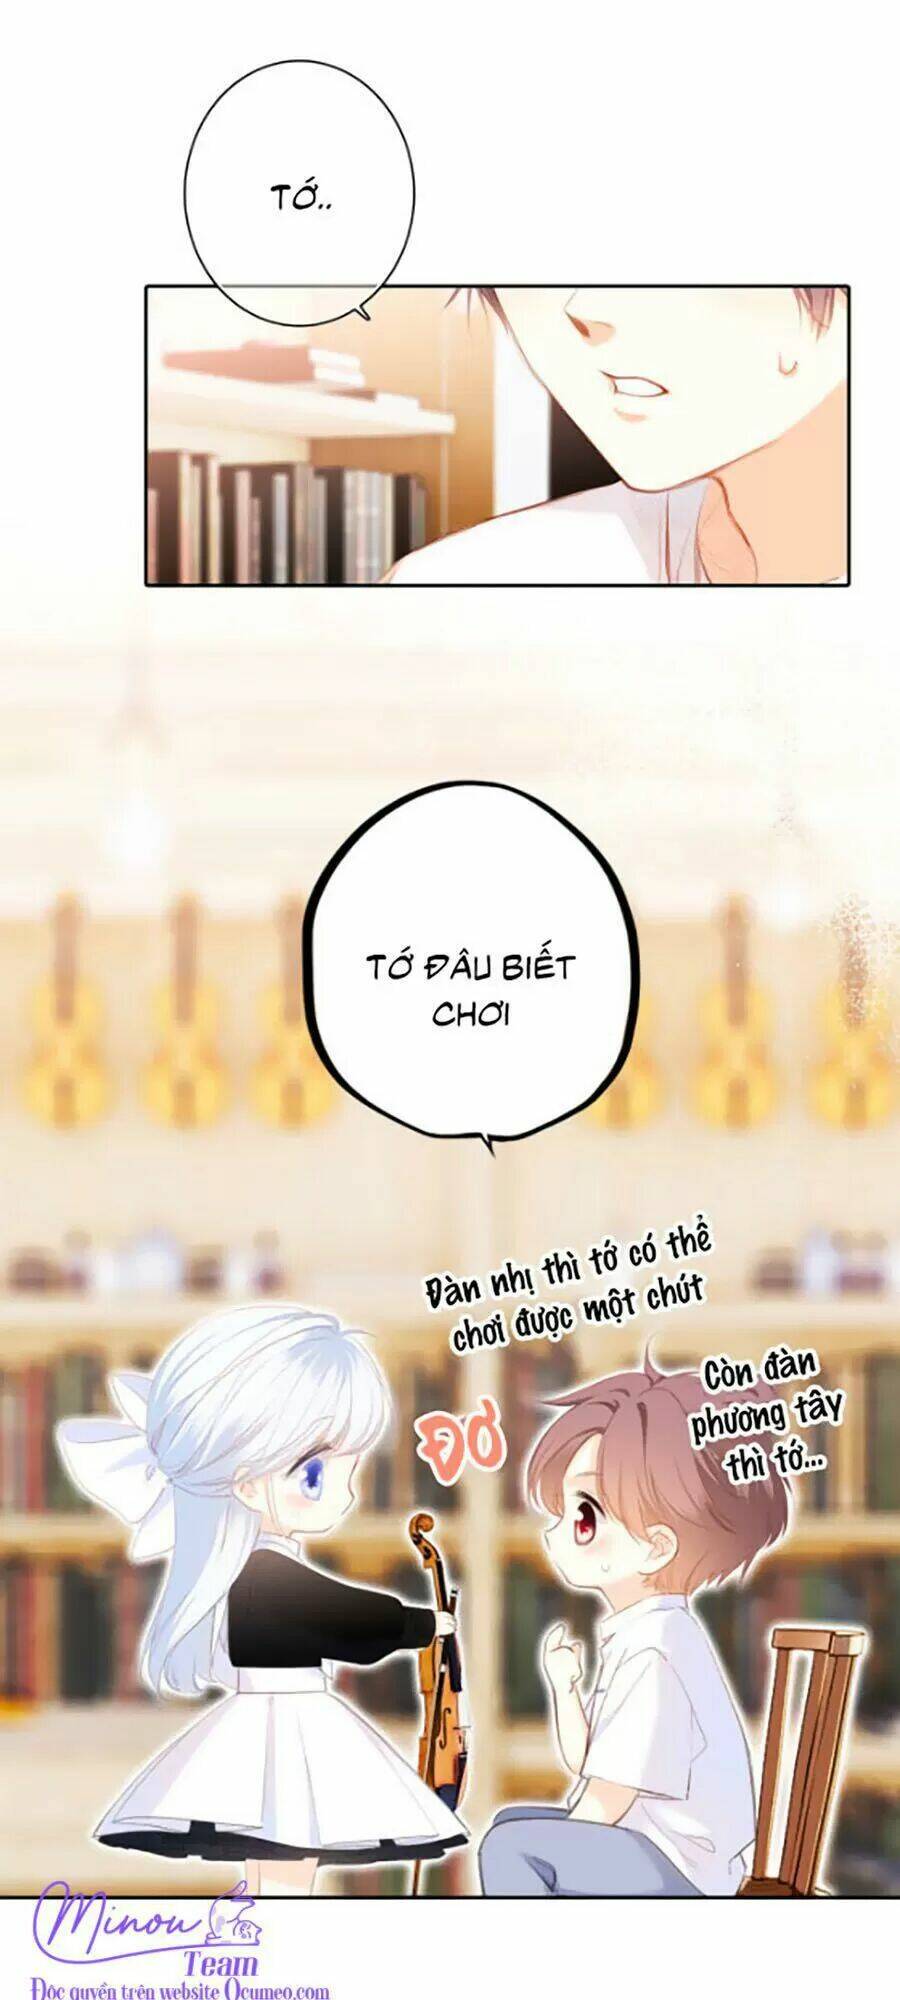 TỚ..
TỚ ĐÂU BIẾT
CHƠI
Đàn nhị thì tớ có thể
chơi được một chút
Còn đàn
phương tây
thì tớ...
ĐƠ
Minou
Team
Độc quyền trên website Ocumeo.com!